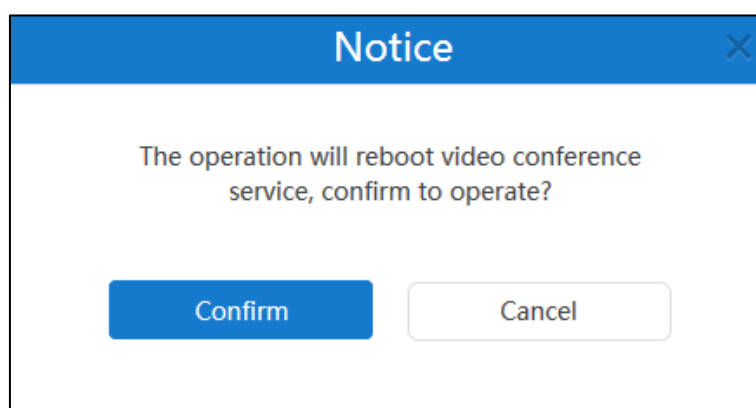 Notice
The operation will reboot video conference
service, confirm to operate?
Confirm
Cancel